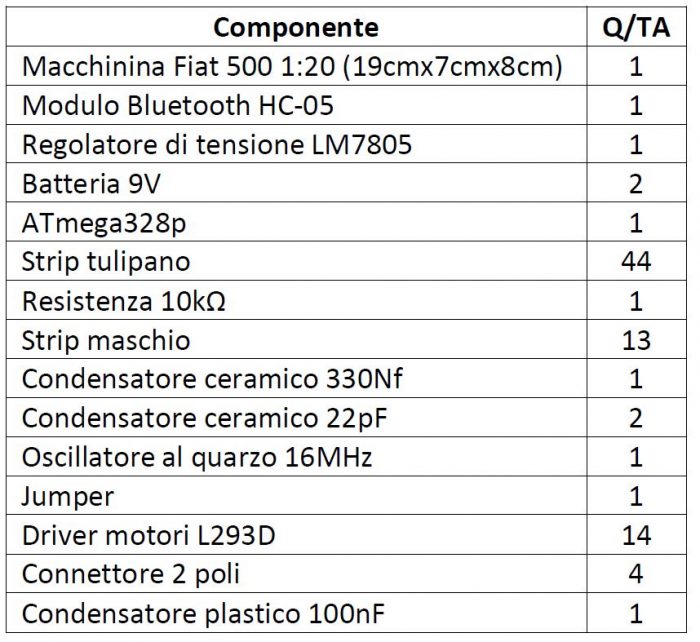 Componente Q/TA
Macchinina Fiat 500 1:20 (19cmx7cmx8cm) 1
Modulo Bluetooth HC-05 1
Regolatore di tensione LM7805 1
Batteria 9V 2
ATmega328p 1
Strip tulipano 44
Resistenza 10kΩ 1
Strip maschio 13
Condensatore ceramico 330Nf 1
Condensatore ceramico 22pF 2
Oscillatore al quarzo 16MHz 1
Jumper 1
Driver motori L293D 14
Connettore 2 poli 4
Condensatore plastico 100nF 1